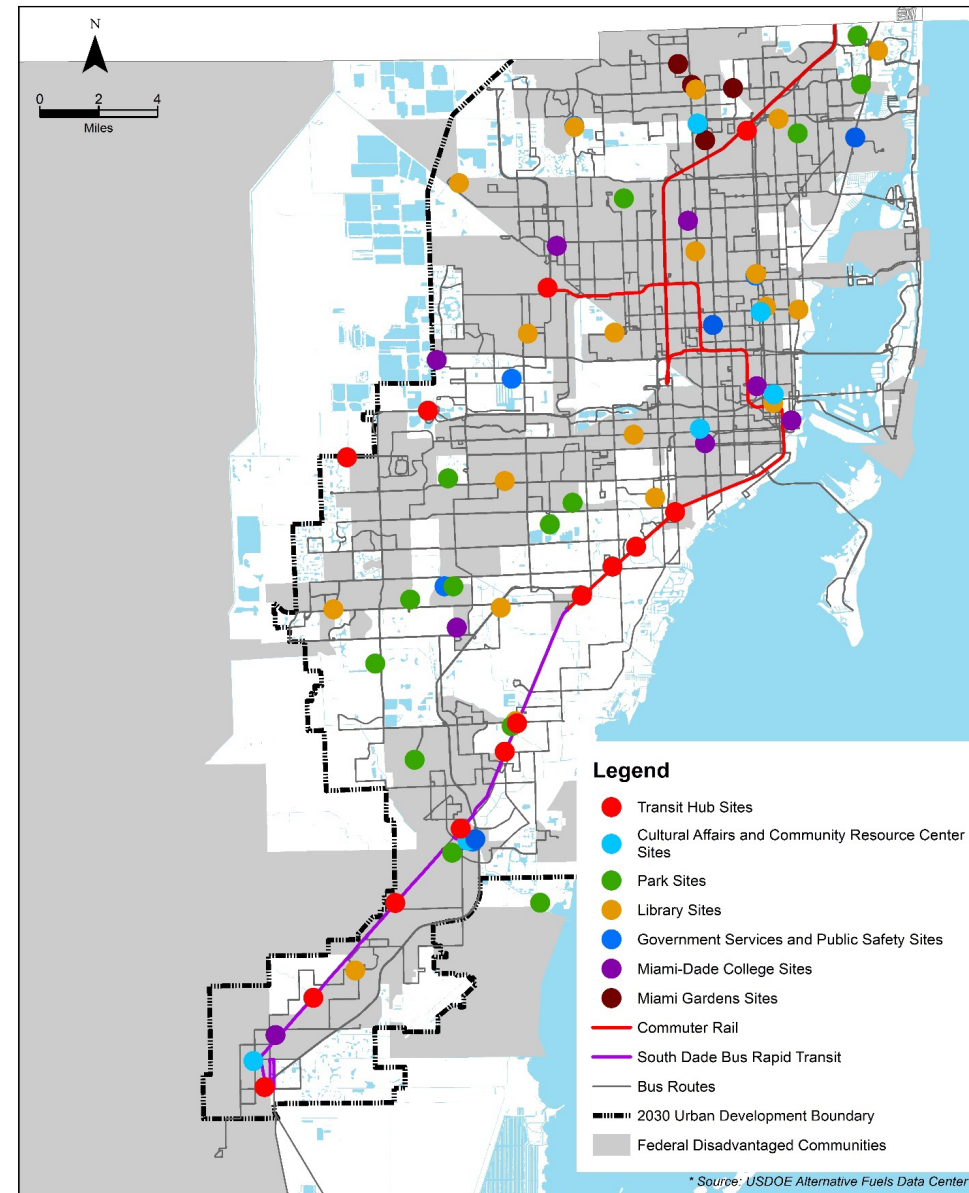 N
0 2 4
Miles
Legend
Transit Hub Sites
Cultural Affairs and Community Resource Center
Sites
Park Sites
Library Sites
Government Services and Public Safety Sites
Miami-Dade College Sites
Miami Gardens Sites
Commuter Rail
South Dade Bus Rapid Transit
Bus Routes
2030 Urban Development Boundary
Federal Disadvantaged Communities
* Source: USDOE Alternative Fuels Data Center